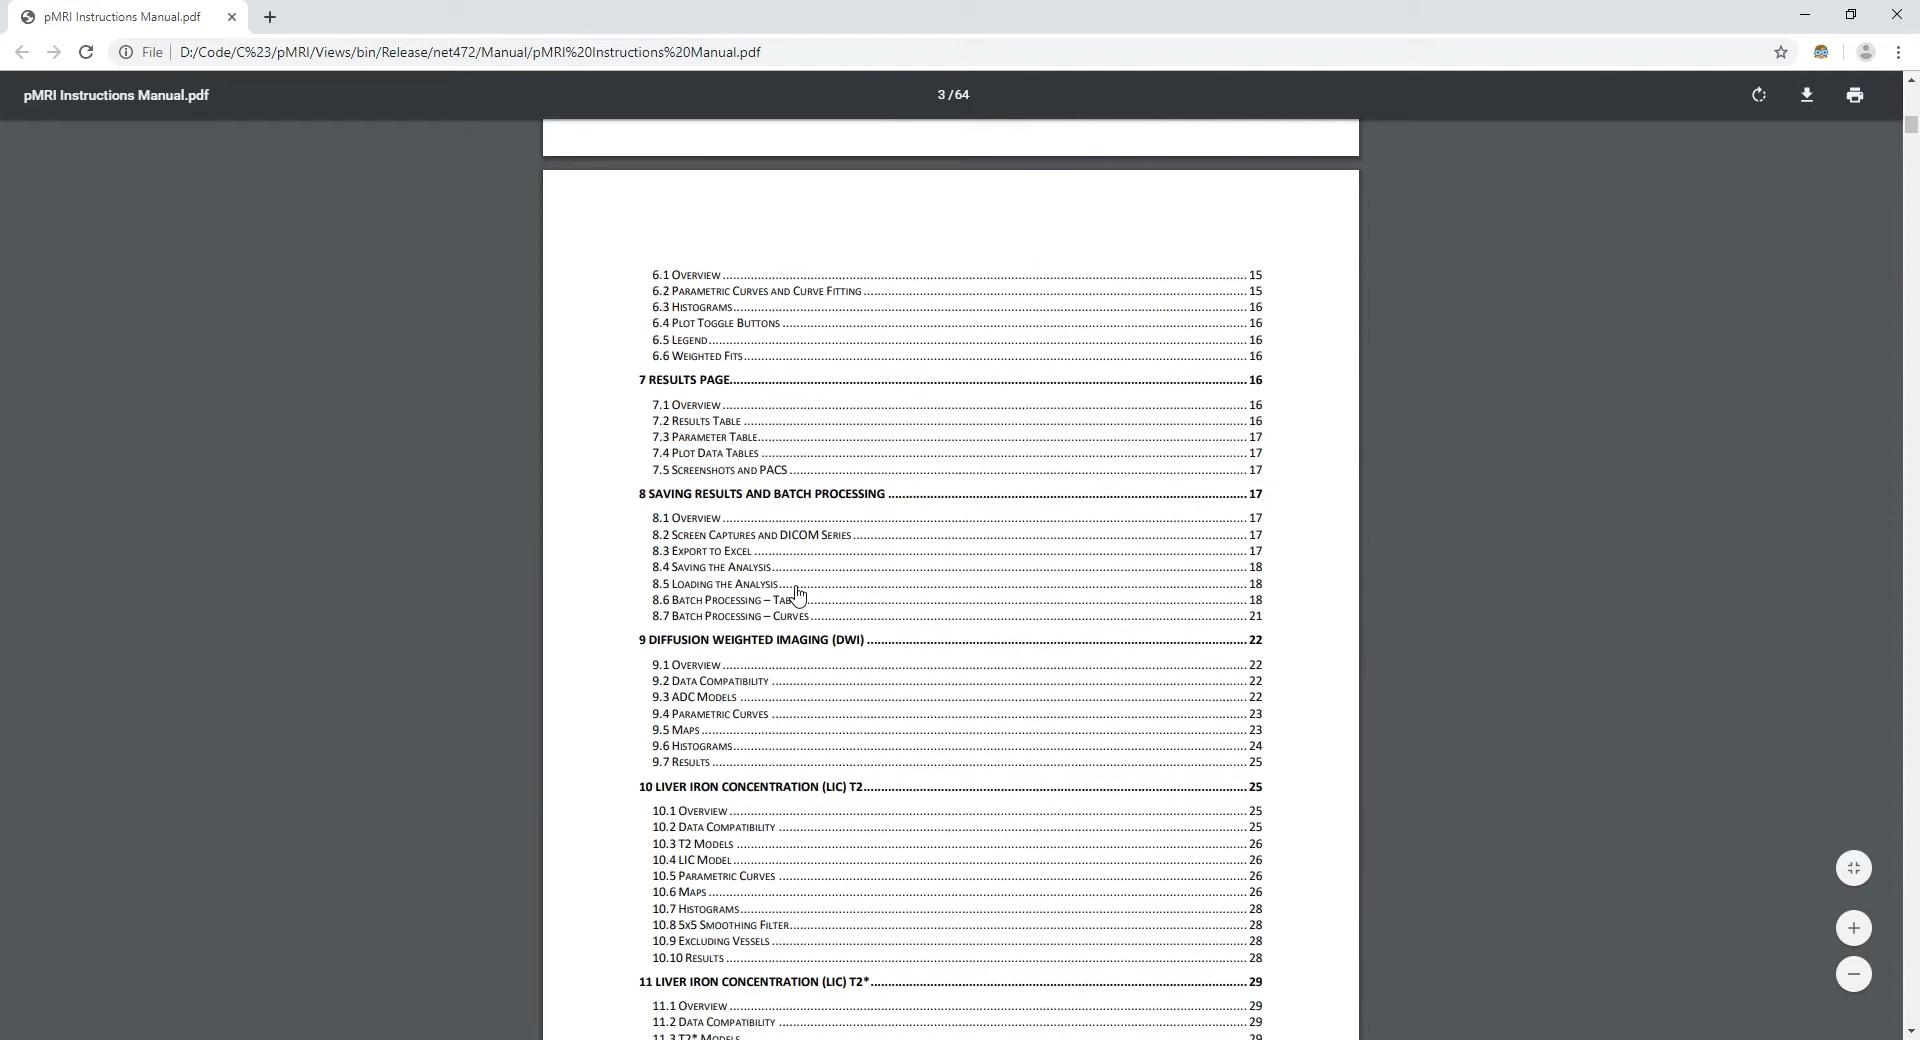 pMRI Instructions Manual.pdf
File D:/Code/C%23/pMRI/Views/bin/Release/net472/Manual/pMRI%20Instructions%20Manual.pdf
pMRI Instructions Manual.pdf
3 / 64
6.1 Overview 15
6.2 Parametric Curves and Curve Fitting 15
6.3 Histograms 16
6.4 Plot Toggle Buttons 16
6.5 Legend 16
6.6 Weighted Fits 16
7 RESULTS PAGE 16
7.1 Overview 16
7.2 Results Table 16
7.3 Parameter Table 17
7.4 Plot Data Tables 17
7.5 Screenshots and PACS 17
8 SAVING RESULTS AND BATCH PROCESSING 17
8.1 Overview 17
8.2 Screen Captures and DICOM Series 17
8.3 Export to Excel 17
8.4 Saving the Analysis 18
8.5 Loading the Analysis 18
8.6 Batch Processing – 18
8.7 Batch Processing – Curves 21
9 DIFFUSION WEIGHTED IMAGING (DWI) 22
9.1 Overview 22
9.2 Data Compatibility 22
9.3 ADC Models 22
9.4 Parametric Curves 23
9.5 Maps 23
9.6 Histograms 24
9.7 Results 25
10 LIVER IRON CONCENTRATION (LIC) T2 25
10.1 Overview 25
10.2 Data Compatibility 25
10.3 T2 Models 26
10.4 LIC Model 26
10.5 Parametric Curves 26
10.6 Maps 26
10.7 Histograms 28
10.8 5x5 Smoothing Filter 28
10.9 Excluding Vessels 28
10.10 Results 28
11 LIVER IRON CONCENTRATION (LIC) T2* 29
11.1 Overview 29
11.2 Data Compatibility 29
11.3 T2* Models 29